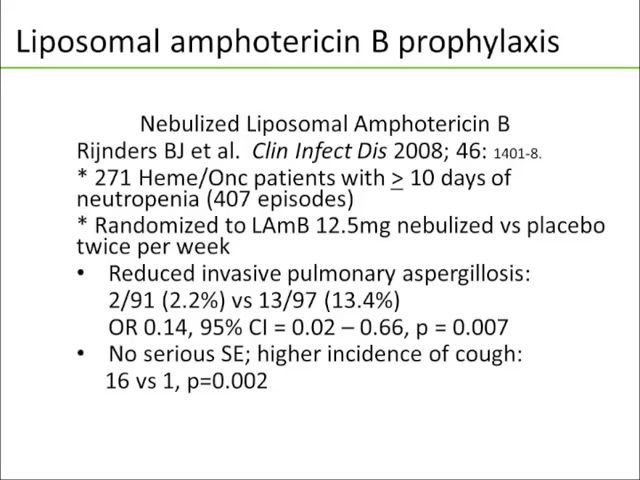 Liposomal amphotericin B prophylaxis
Nebulized Liposomal Amphotericin B
Rijnders BJ et al. Clin Infect Dis 2008; 46: 1401-8.
* 271 Heme/Onc patients with ≥ 10 days of
neutropenia (407 episodes)
* Randomized to LAmB 12.5mg nebulized vs placebo
twice per week
• Reduced invasive pulmonary aspergillosis:
2/91 (2.2%) vs 13/97 (13.4%)
OR 0.14, 95% CI = 0.02 – 0.66, p = 0.007
• No serious SE; higher incidence of cough:
16 vs 1, p=0.002